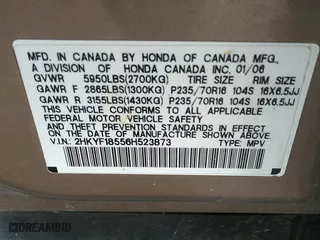 MFD. IN CANADA BY HONDA OF CANADA MFG.,
A DIVISION OF HONDA CANADA INC. 01/06
GVWR 5950LBS(2700KG) TIRE SIZE RIM SIZE
GAWR F 2865LBS(1300KG) P235/70R16 104S 16X6.5JJ
GAWR R 3155LBS(1430KG) P235/70R16 104S 16X6.5JJ
THIS VEHICLE CONFORMS TO ALL APPLICABLE
FEDERAL MOTOR VEHICLE SAFETY STANDARDS IN
EFFECT ON THE DATE OF MANUFACTURE SHOWN ABOVE.
V.I.N.: 2HKYF18556H523873 TYPE: MPV
DREAMBID